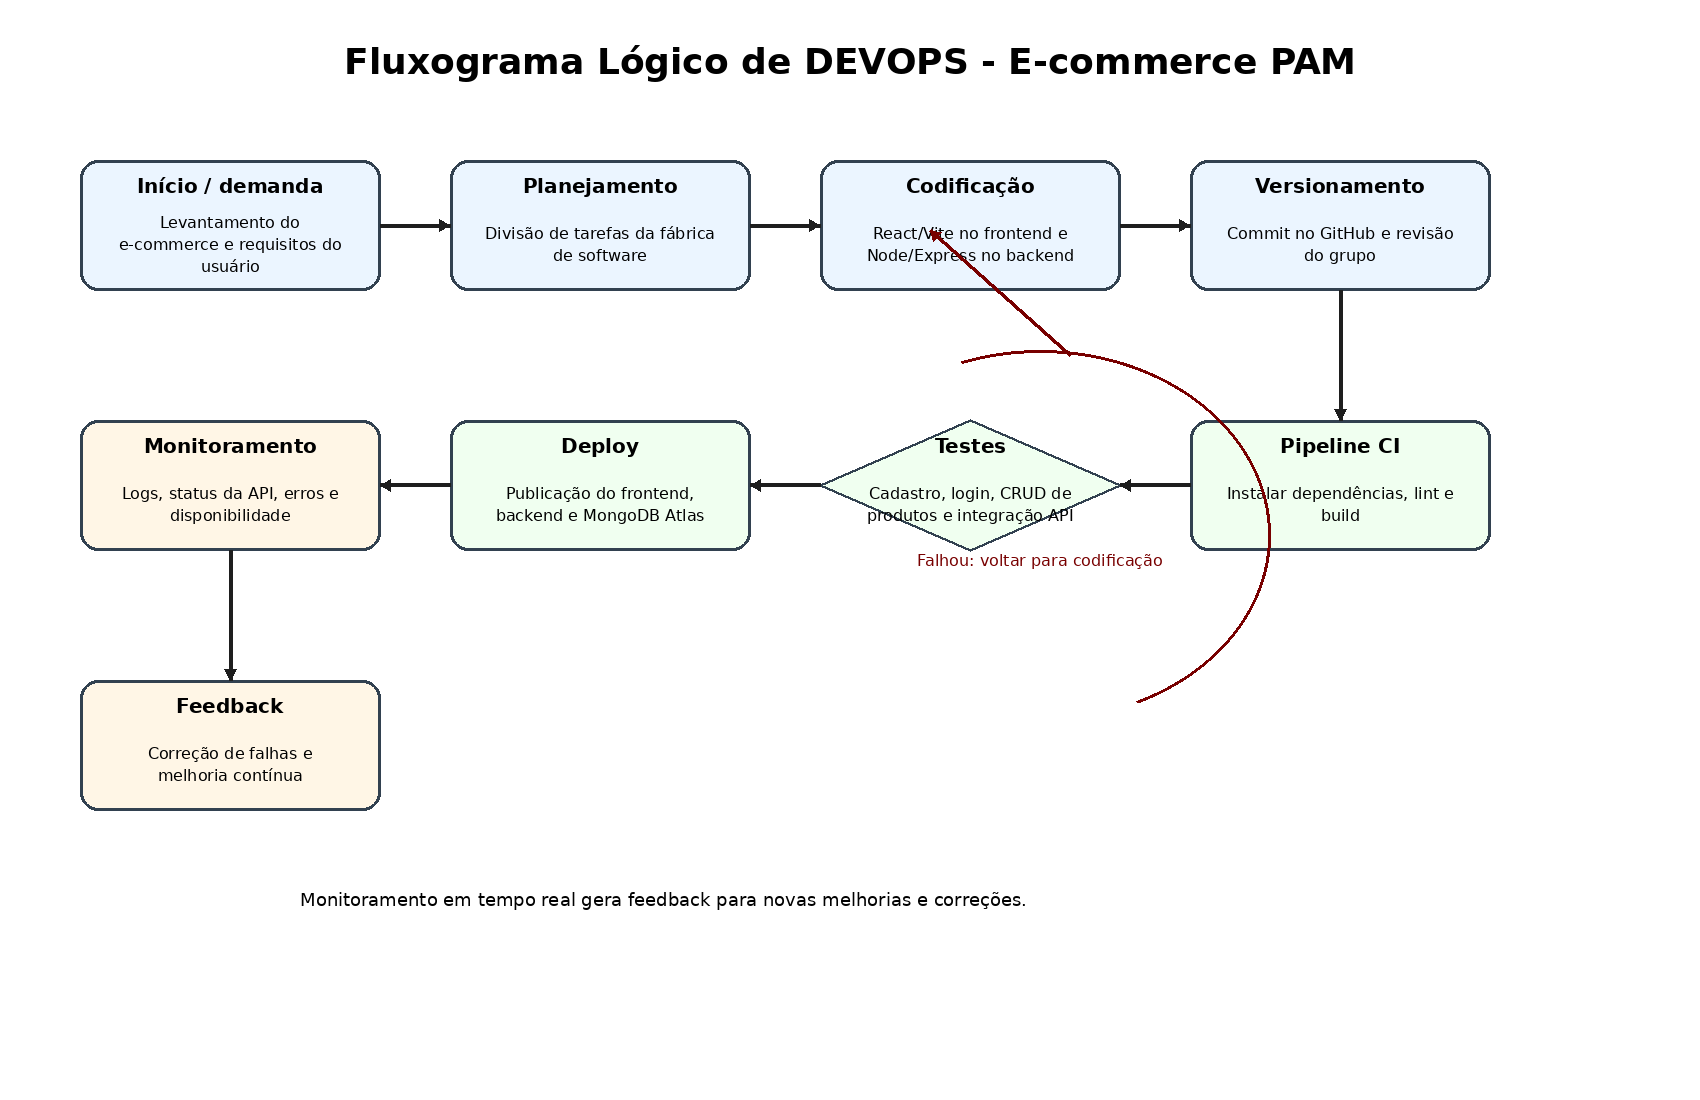 Fluxograma Lógico de DEVOPS - E-commerce PAM
Início / demanda
Levantamento do
e-commerce e requisitos do
usuário
Planejamento
Divisão de tarefas da fábrica
de software
Codificação
React/Vite no frontend e
Node/Express no backend
Versionamento
Commit no GitHub e revisão
do grupo
Monitoramento
Logs, status da API, erros e
disponibilidade
Deploy
Publicação do frontend,
backend e MongoDB Atlas
Testes
Cadastro, login, CRUD de
produtos e integração API
Falhou: voltar para codificação
Pipeline CI
Instalar dependências, lint e
build
Feedback
Correção de falhas e
melhoria contínua
Monitoramento em tempo real gera feedback para novas melhorias e correções.